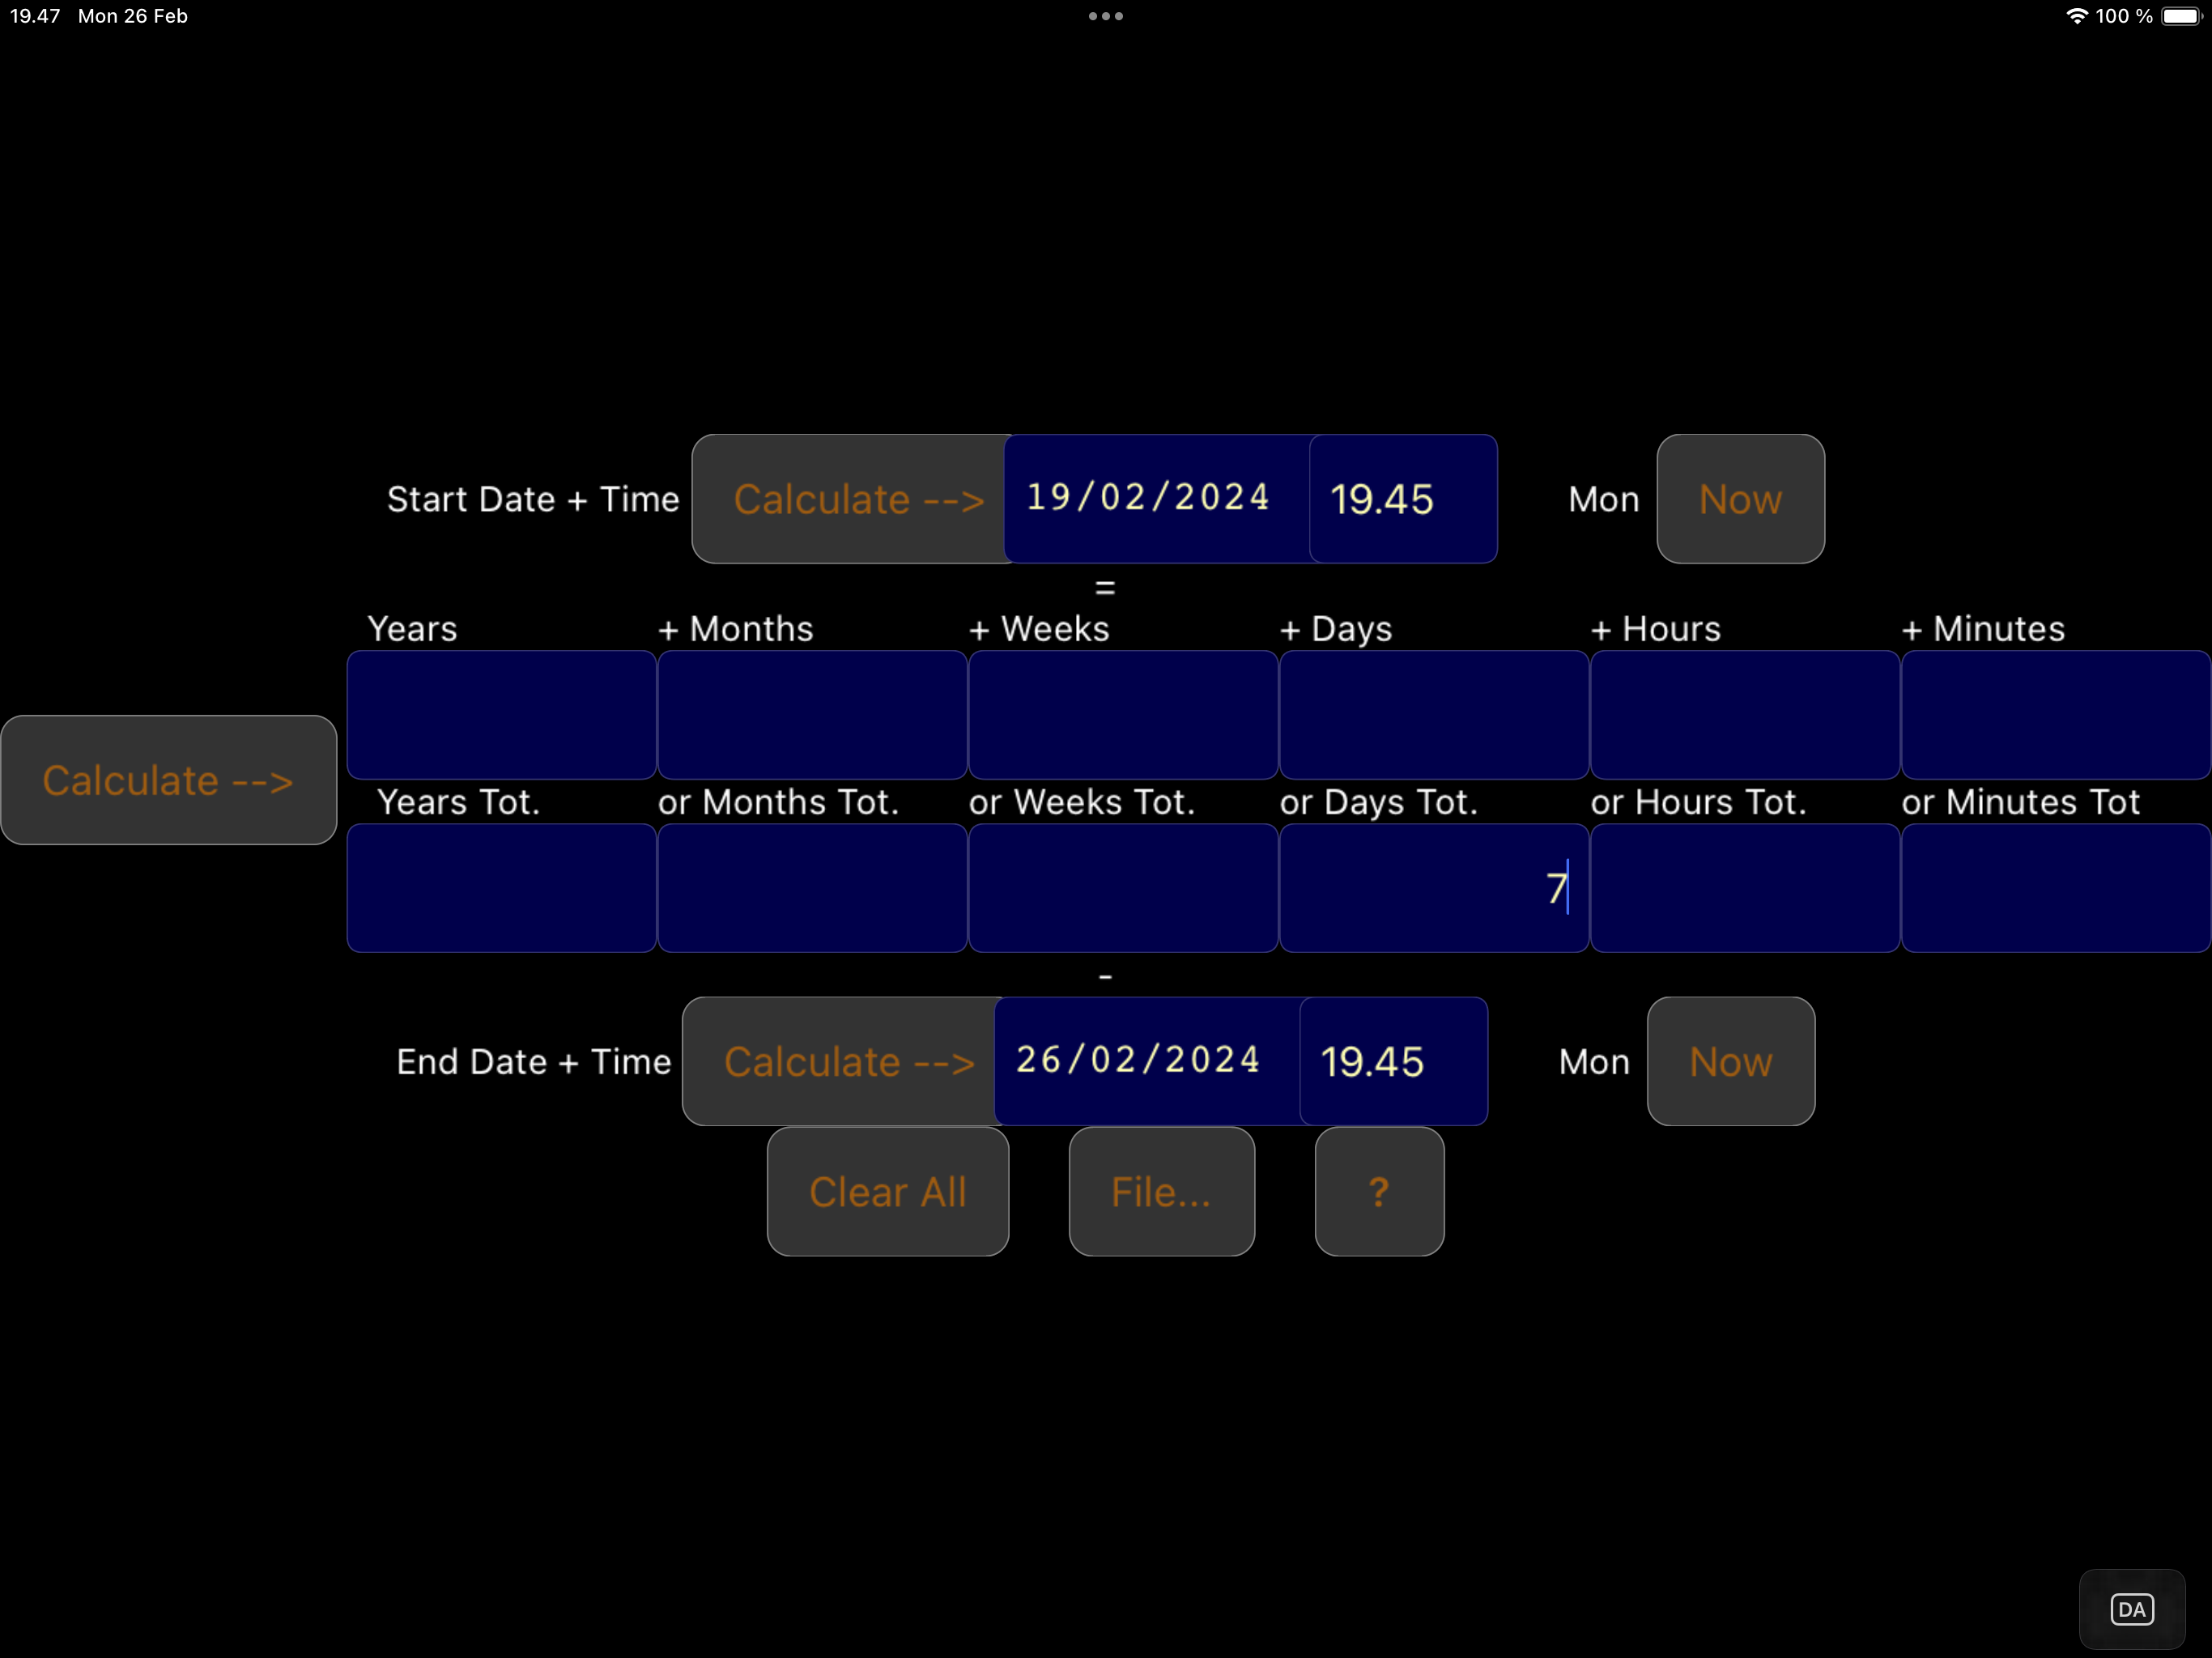 19.47 Mon 26 Feb 100 %
Start Date + Time Calculate --> 19/02/2024 19.45 Mon Now
=
Years + Months + Weeks + Days + Hours + Minutes
Calculate -->
Years Tot. or Months Tot. or Weeks Tot. or Days Tot. or Hours Tot. or Minutes Tot
7
-
End Date + Time Calculate --> 26/02/2024 19.45 Mon Now
Clear All File... ?
DA